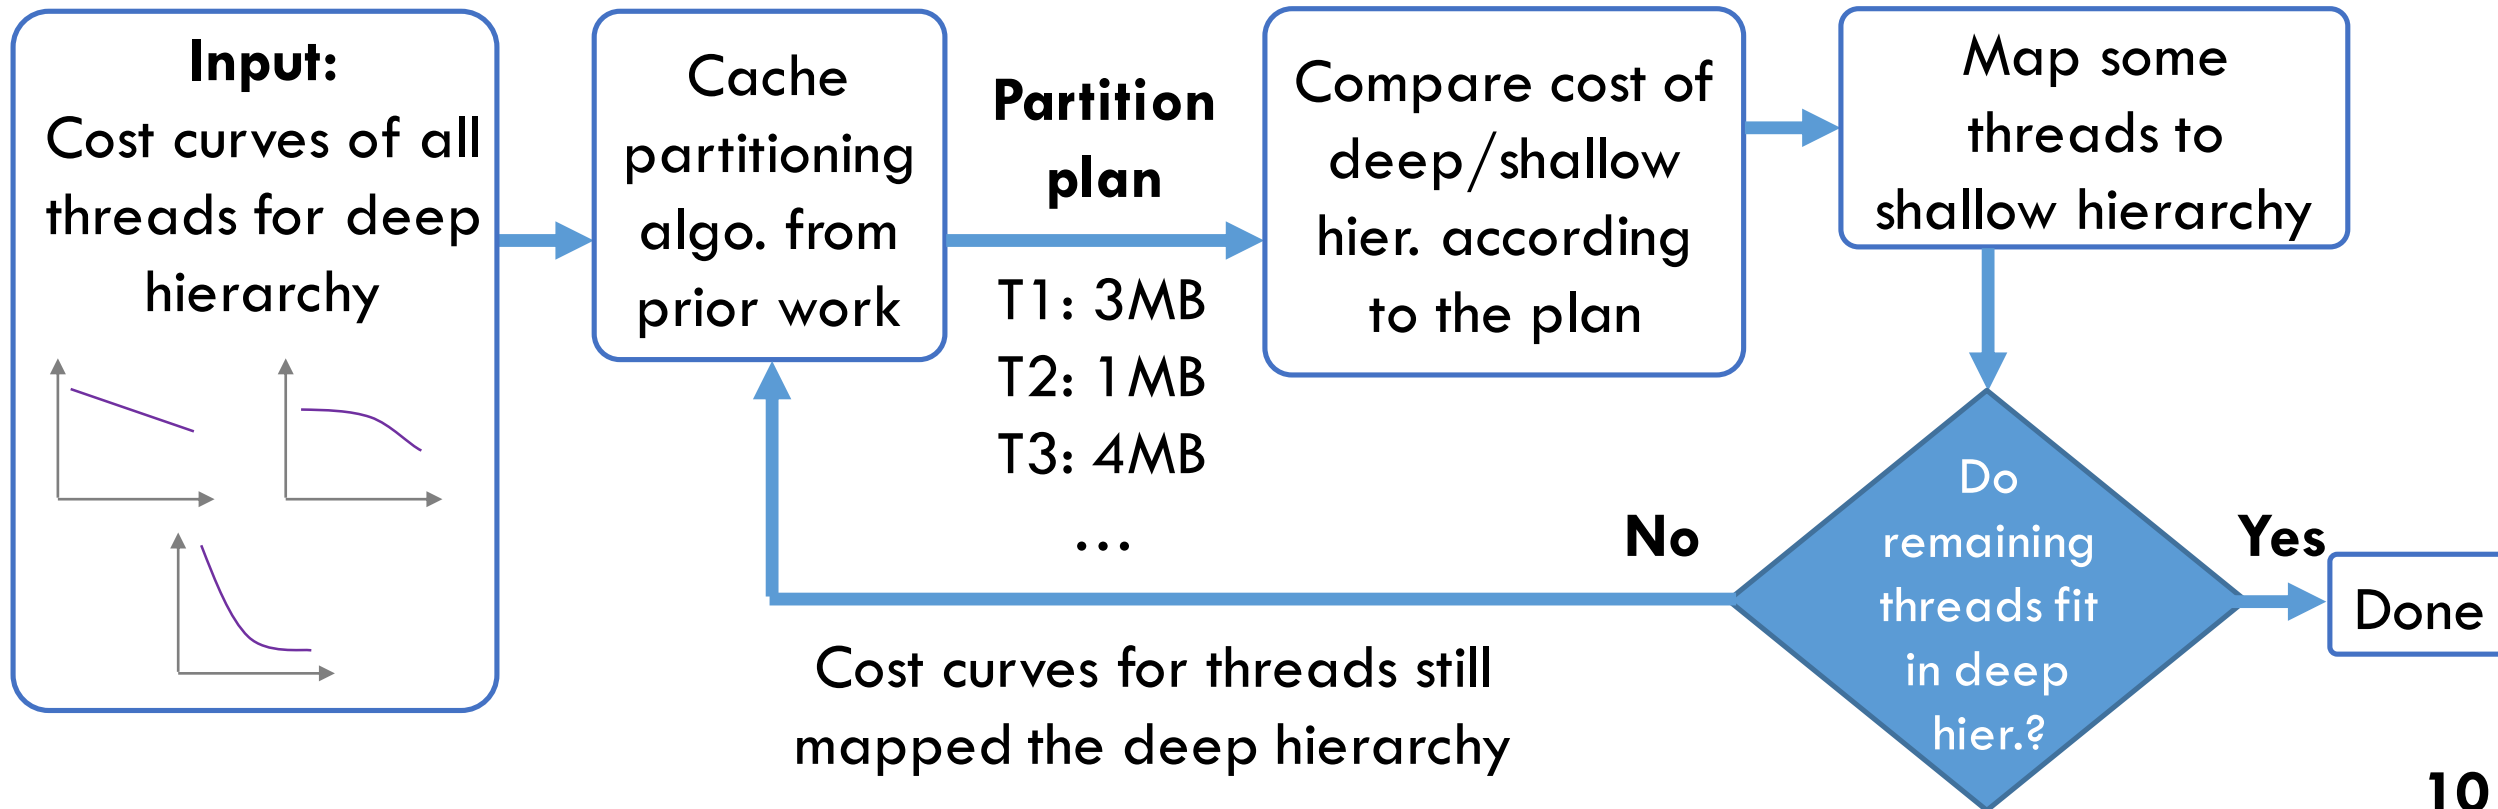 Input:
Cost curves of all
threads for deep
hierarchy
Cache
partitioning
algo. from
prior work
Partition
plan
T1: 3MB
T2: 1MB
T3: 4MB
...
Compare cost of
deep/shallow
hier. according
to the plan
Map some
threads to
shallow hierarchy
Do
remaining
threads fit
in deep
hier.?
No
Yes
Done
Cost curves for threads still
mapped the deep hierarchy
10